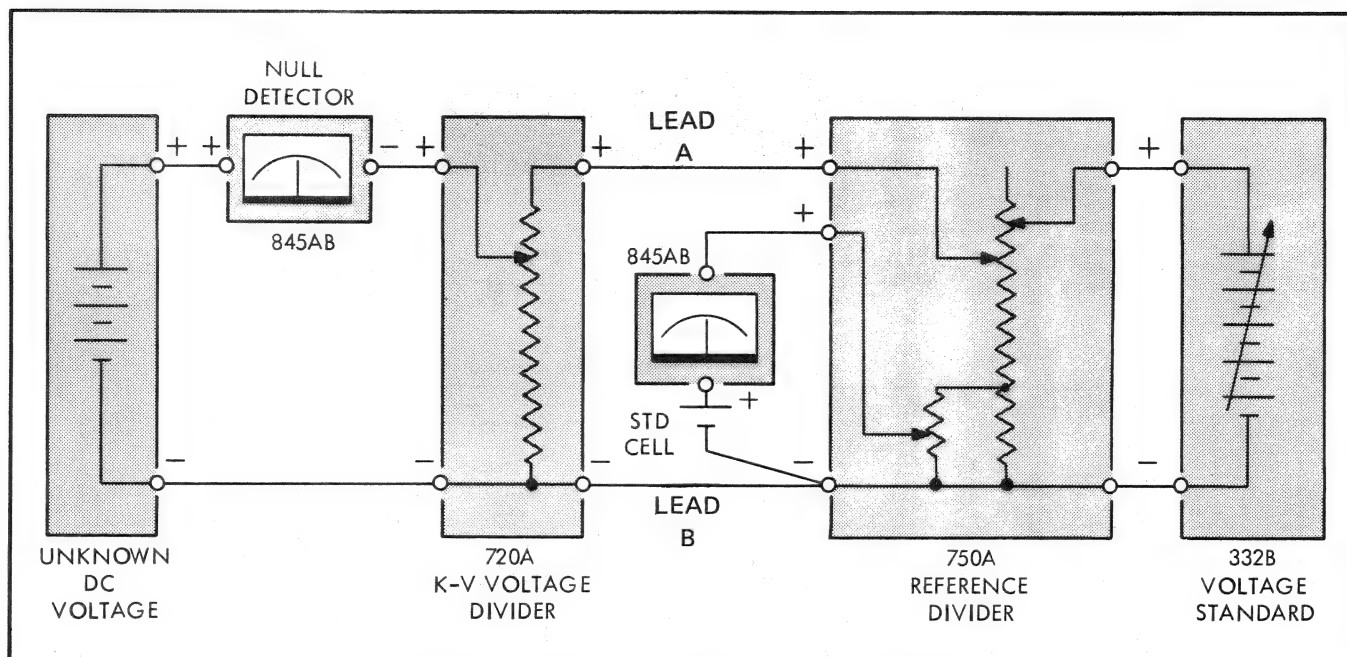 NULL
DETECTOR
+ + − +
845AB
LEAD
A
+ + +
+
845AB
+
STD
CELL
− − − − − −
LEAD
B
UNKNOWN
DC
VOLTAGE
720A
K-V VOLTAGE
DIVIDER
750A
REFERENCE
DIVIDER
332B
VOLTAGE
STANDARD